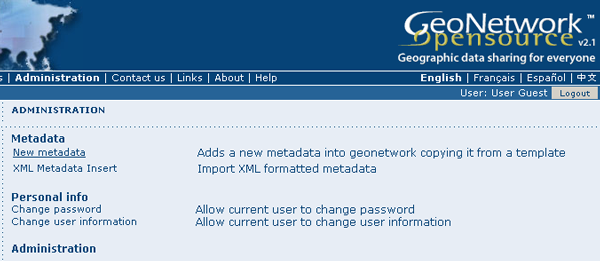 GeoNetwork™
Opensource v2.1
Geographic data sharing for everyone
s | Administration | Contact us | Links | About | Help
English | Français | Español | 中文
User: User Guest Logout
ADMINISTRATION
Metadata
New metadata Adds a new metadata into geonetwork copying it from a template
XML Metadata Insert Import XML formatted metadata
Personal info
Change password Allow current user to change password
Change user information Allow current user to change user information
Administration